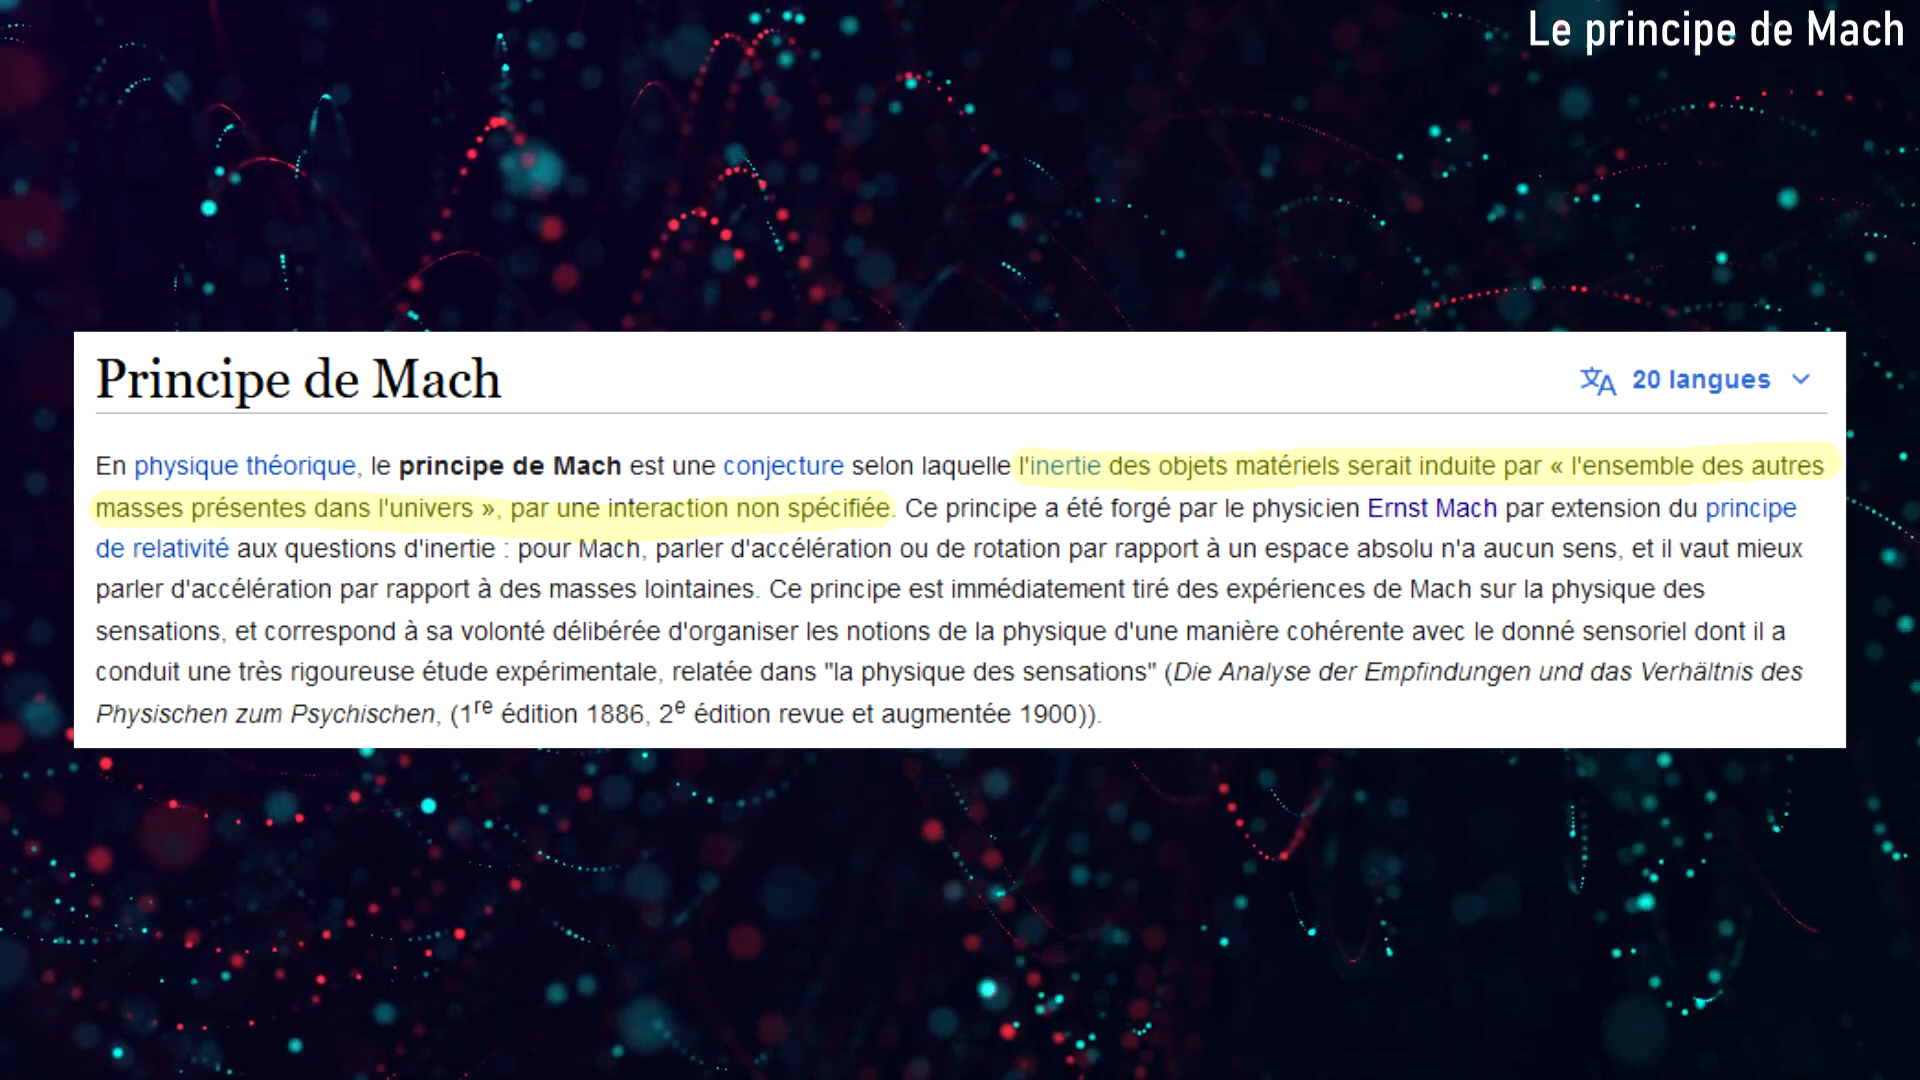 Le principe de Mach
Principe de Mach
20 langues
En physique théorique, le principe de Mach est une conjecture selon laquelle l'inertie des objets matériels serait induite par « l'ensemble des autres
masses présentes dans l'univers », par une interaction non spécifiée. Ce principe a été forgé par le physicien Ernst Mach par extension du principe
de relativité aux questions d'inertie : pour Mach, parler d'accélération ou de rotation par rapport à un espace absolu n'a aucun sens, et il vaut mieux
parler d'accélération par rapport à des masses lointaines. Ce principe est immédiatement tiré des expériences de Mach sur la physique des
sensations, et correspond à sa volonté délibérée d'organiser les notions de la physique d'une manière cohérente avec le donné sensoriel dont il a
conduit une très rigoureuse étude expérimentale, relatée dans "la physique des sensations" (Die Analyse der Empfindungen und das Verhältnis des
Physischen zum Psychischen, (1re édition 1886, 2e édition revue et augmentée 1900)).